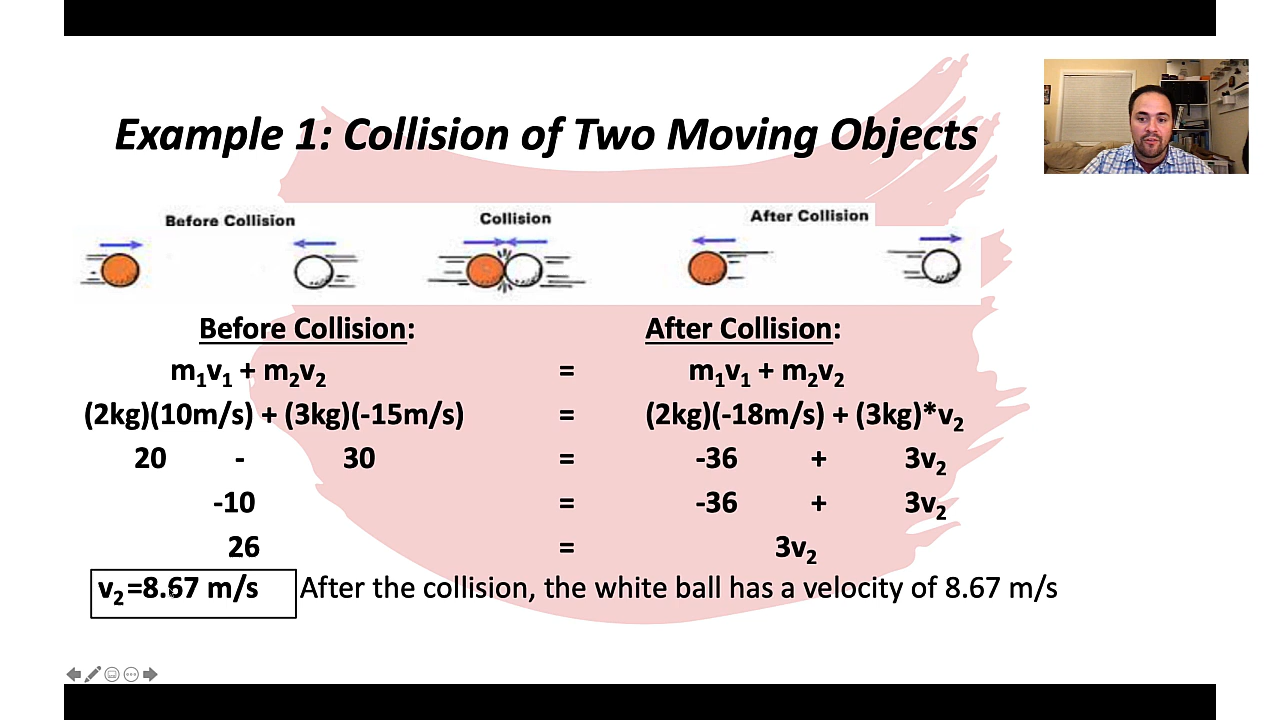 Example 1: Collision of Two Moving Objects
Before Collision Collision After Collision
Before Collision: After Collision:
m₁v₁ + m₂v₂ = m₁v₁ + m₂v₂
(2kg)(10m/s) + (3kg)(-15m/s) = (2kg)(-18m/s) + (3kg)*v₂
20 - 30 = -36 + 3v₂
-10 = -36 + 3v₂
26 = 3v₂
v₂=8.67 m/s After the collision, the white ball has a velocity of 8.67 m/s